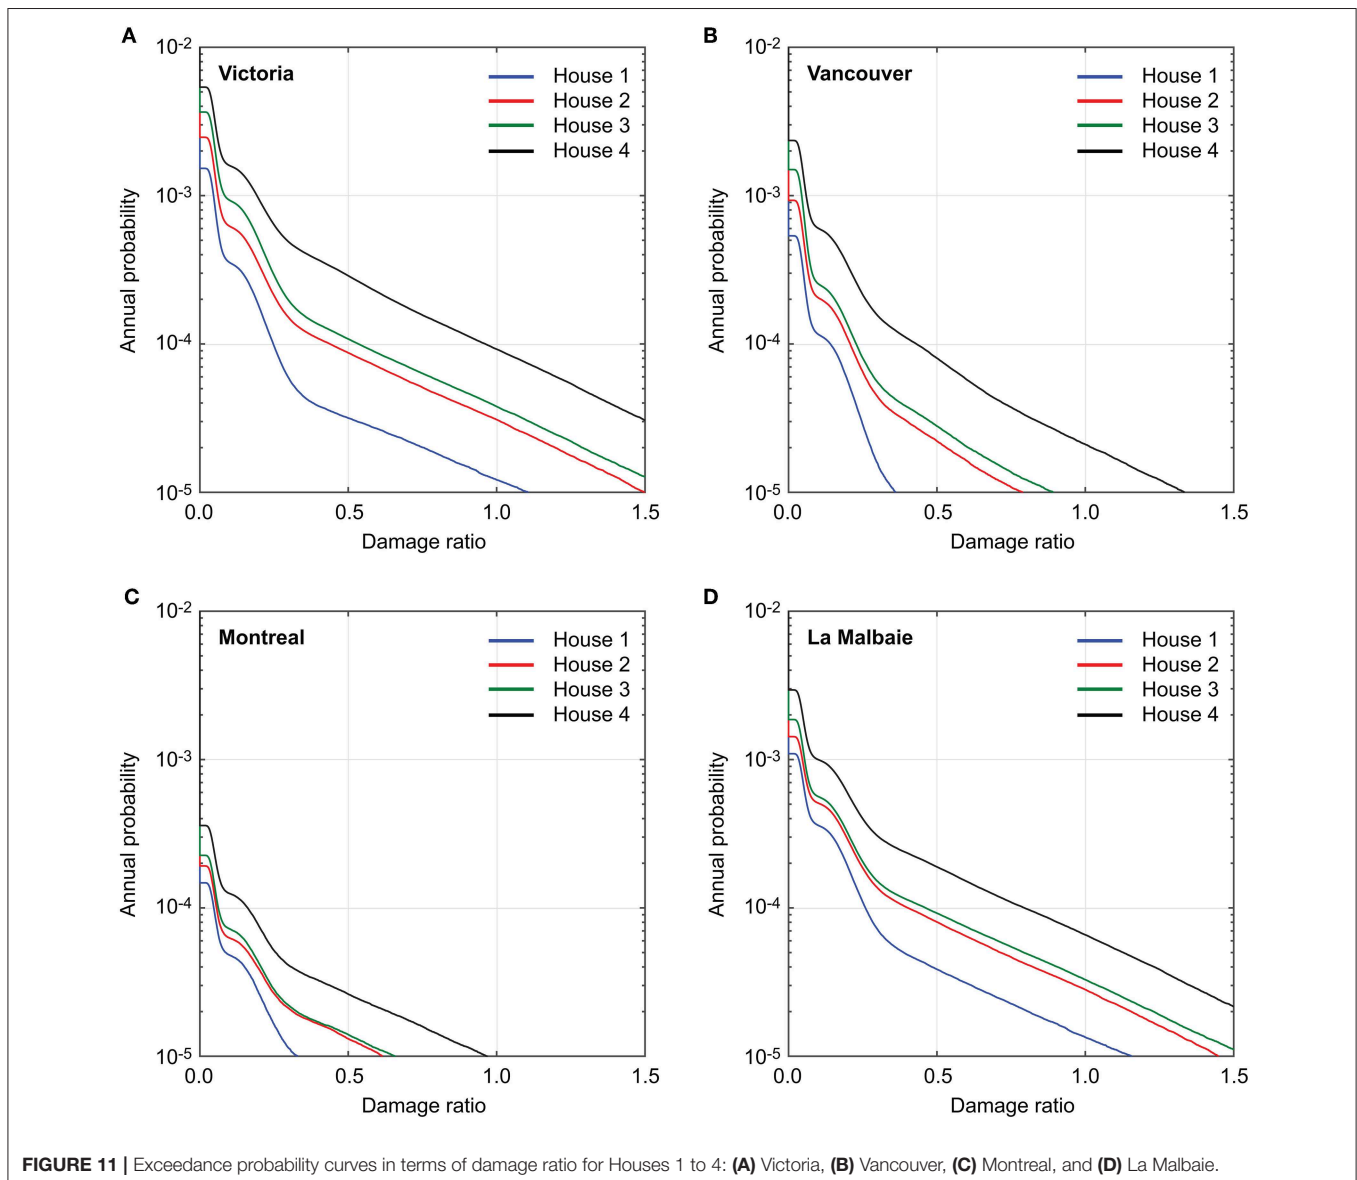 A
Victoria
House 1
House 2
House 3
House 4
10-2
10-3
10-4
10-5
Annual probability
0.0 0.5 1.0 1.5
Damage ratio
B
Vancouver
House 1
House 2
House 3
House 4
10-2
10-3
10-4
10-5
Annual probability
0.0 0.5 1.0 1.5
Damage ratio
C
Montreal
House 1
House 2
House 3
House 4
10-2
10-3
10-4
10-5
Annual probability
0.0 0.5 1.0 1.5
Damage ratio
D
La Malbaie
House 1
House 2
House 3
House 4
10-2
10-3
10-4
10-5
Annual probability
0.0 0.5 1.0 1.5
Damage ratio
FIGURE 11 | Exceedance probability curves in terms of damage ratio for Houses 1 to 4: (A) Victoria, (B) Vancouver, (C) Montreal, and (D) La Malbaie.